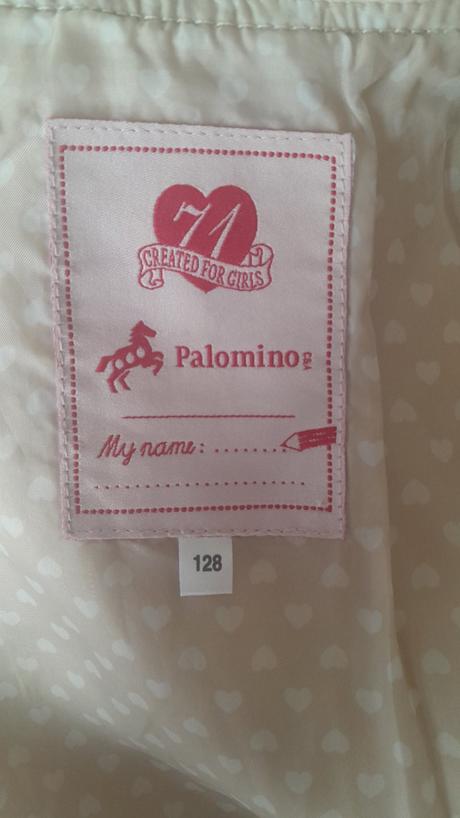 71
CREATED FOR GIRLS
Palomino C&A
My name: ........
..............................
128